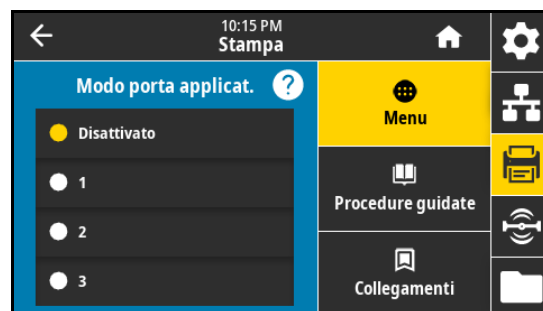 10:15 PM
Stampa
Modo porta applicat. ?
Disattivato
1
2
3
Menu
Procedure guidate
Collegamenti